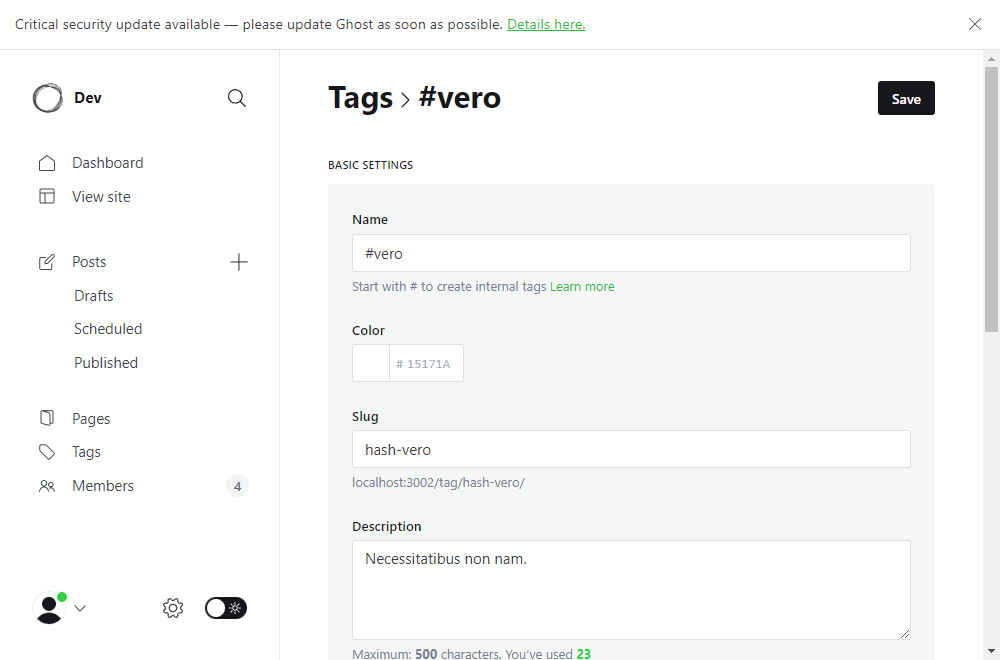 Critical security update available — please update Ghost as soon as possible. Details here.
Dev
Dashboard
View site
Posts
Drafts
Scheduled
Published
Pages
Tags
Members
4
Tags > #vero
Save
BASIC SETTINGS
Name
#vero
Start with # to create internal tags Learn more
Color
# 15171A
Slug
hash-vero
localhost:3002/tag/hash-vero/
Description
Necessitatibus non nam.
Maximum: 500 characters. You’ve used 23